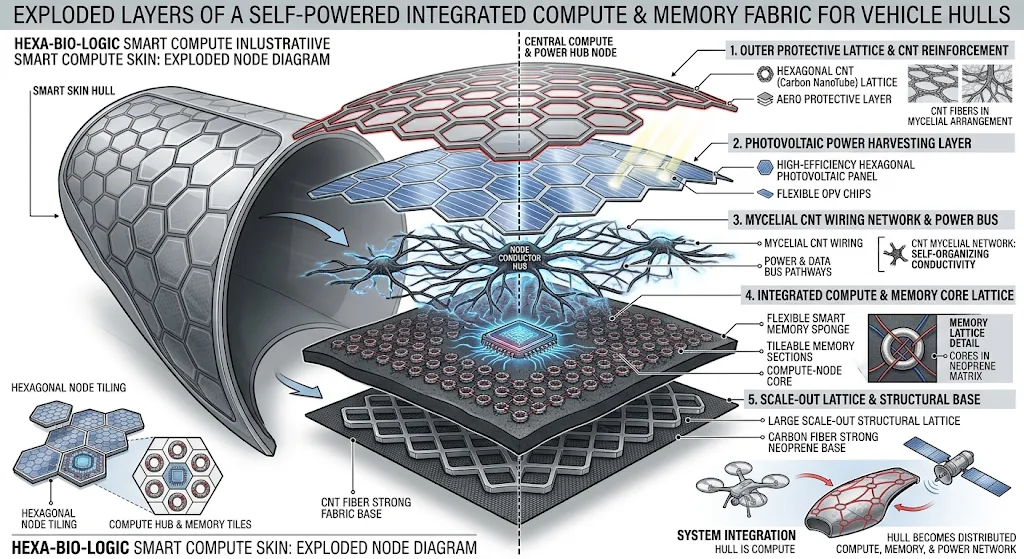 EXPLODED LAYERS OF A SELF-POWERED INTEGRATED COMPUTE & MEMORY FABRIC FOR VEHICLE HULLS
HEXA-BIO-LOGIC SMART COMPUTE INLUSTRATIIVE
SMART COMPUTE SKIN: EXPLODED NODE DIAGRAM
SMART SKIN HULL
CENTRAL COMPUTE
& POWER HUB NODE
1. OUTER PROTECTIVE LATTICE & CNT REINFORCEMENT
HEXAGONAL CNT
(Carbon NanoTube) LATTICE
AERO PROTECTIVE LAYER
CNT FIBERS IN
MYCELIAL ARRANGEMENT
2. PHOTOVOLTAIC POWER HARVESTING LAYER
HIGH-EFFICIENCY HEXAGONAL
PHOTOVOLTAIC PANEL
FLEXIBLE OPV CHIPS
3. MYCELIAL CNT WIRING NETWORK & POWER BUS
NODE
CONDUCTOR
HUB
MYCELIAL CNT WIRING
POWER & DATA
BUS PATHWAYS
CNT MYCELIAL NETWORK:
SELF-ORGANIZING
CONDUCTIVITY
4. INTEGRATED COMPUTE & MEMORY CORE LATTICE
FLEXIBLE SMART
MEMORY SPONGE
TILEABLE MEMORY
SECTIONS
COMPUTE-NODE
CORE
MEMORY
LATTICE
DETAIL
CORES IN
NEOPRENE
MATRIX
5. SCALE-OUT LATTICE & STRUCTURAL BASE
LARGE SCALE-OUT STRUCTURAL LATTICE
CARBON FIBER STRONG
NEOPRENE BASE
CNT FIBER STRONG
FABRIC BASE
HEXAGONAL NODE TILING
HEXAGONAL
NODE TILING
COMPUTE HUB & MEMORY TILES
SYSTEM INTEGRATION
HULL IS COMPUTE
HULL BECOMES DISTRIBUTED
COMPUTE, MEMORY, & POWER NETWORK
HEXA-BIO-LOGIC SMART COMPUTE SKIN: EXPLODED NODE DIAGRAM